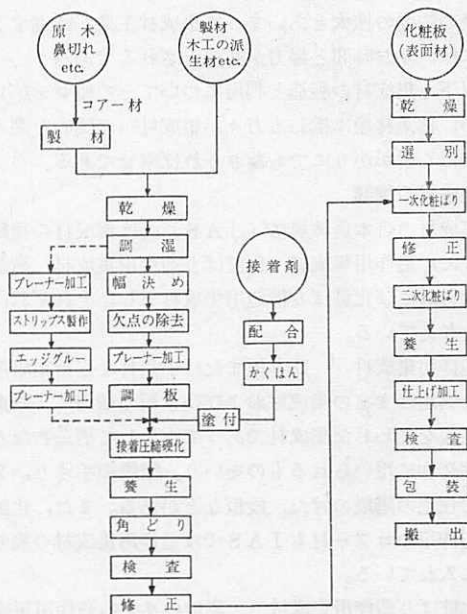 原木
鼻切れ
etc.
製材
木工の派
生材etc.
化粧板
(表面材)
コアー材
製材
乾燥
調湿
プレーナー加工
ストリップス製作
エッジグルー
プレーナー加工
幅決め
欠点の除去
プレーナー加工
調板
接着剤
配合
かくはん
塗付
接着圧縮硬化
養生
角どり
検査
修正
乾燥
選別
一次化粧ばり
修正
二次化粧ばり
養生
仕上げ加工
検査
包装
搬出